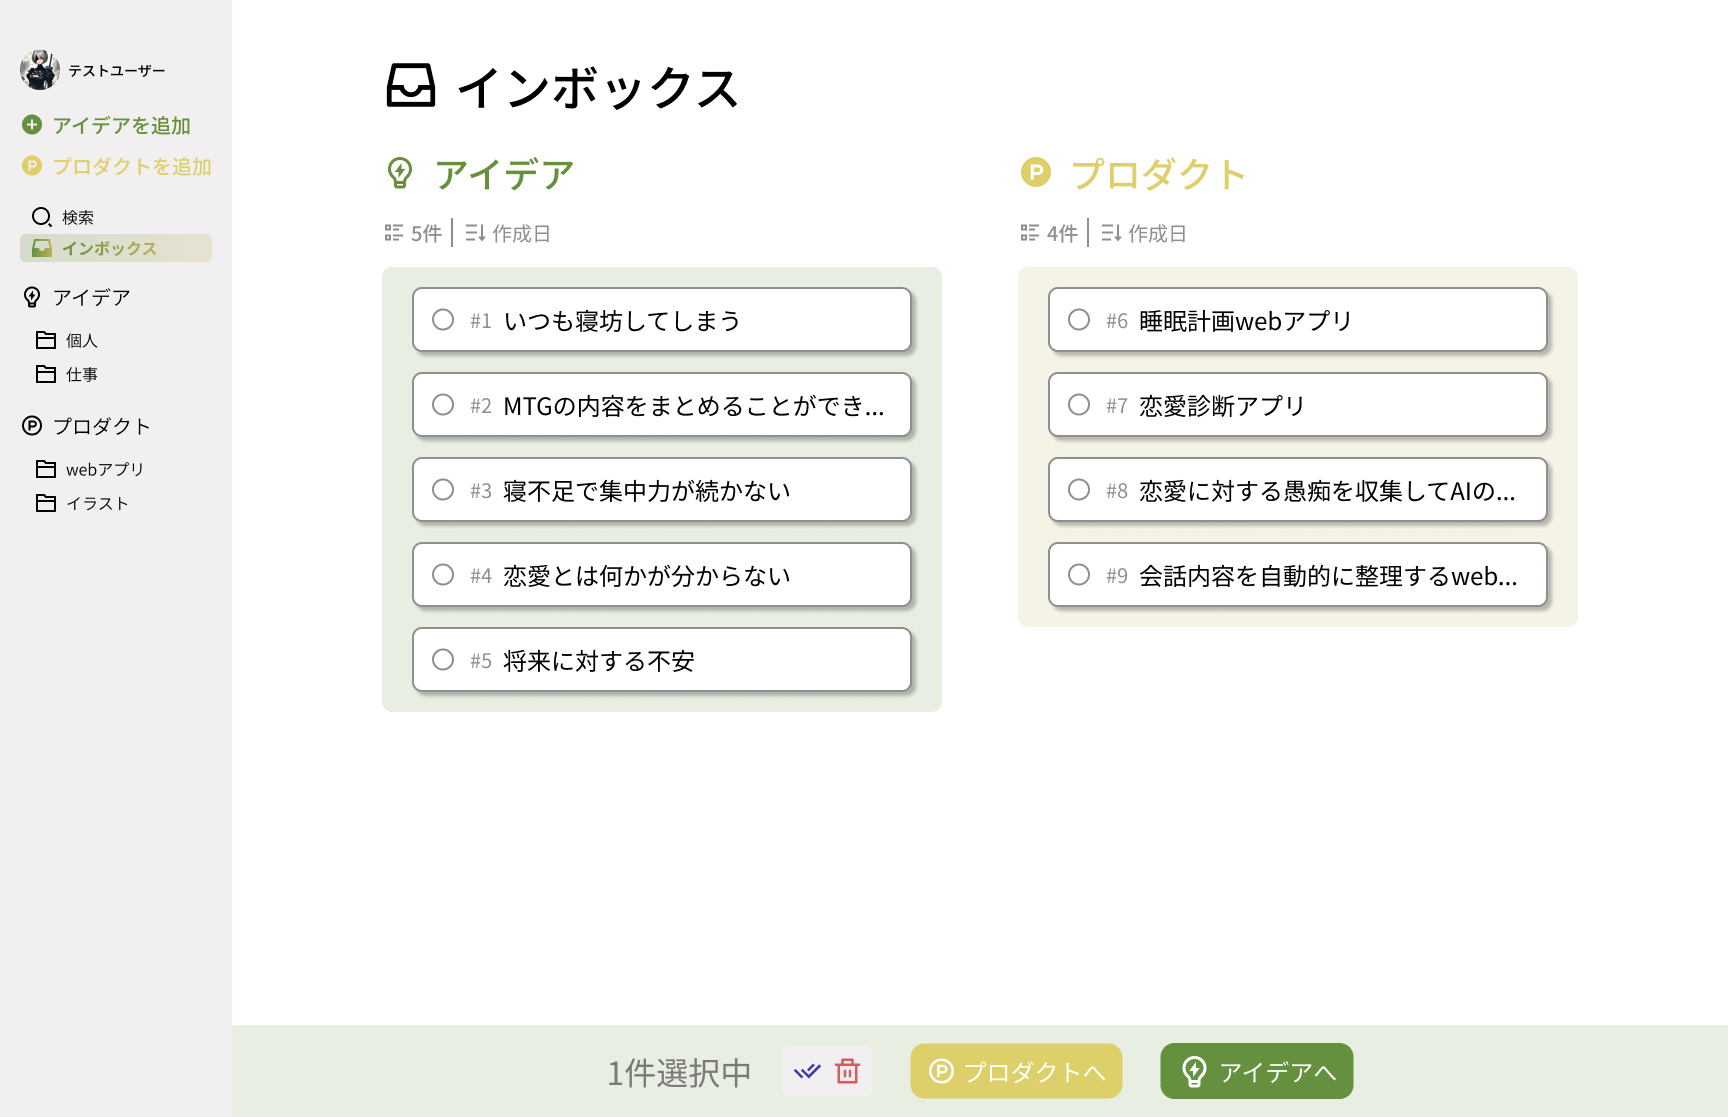 テストユーザー
アイデアを追加
プロダクトを追加
検索
インボックス
アイデア
個人
仕事
プロダクト
webアプリ
イラスト
インボックス
アイデア
5件 作成日
#1 いつも寝坊してしまう
#2 MTGの内容をまとめることができ...
#3 寝不足で集中力が続かない
#4 恋愛とは何かが分からない
#5 将来に対する不安
プロダクト
4件 作成日
#6 睡眠計画webアプリ
#7 恋愛診断アプリ
#8 恋愛に対する愚痴を収集してAIの...
#9 会話内容を自動的に整理するweb...
1件選択中
プロダクトへ
アイデアへ